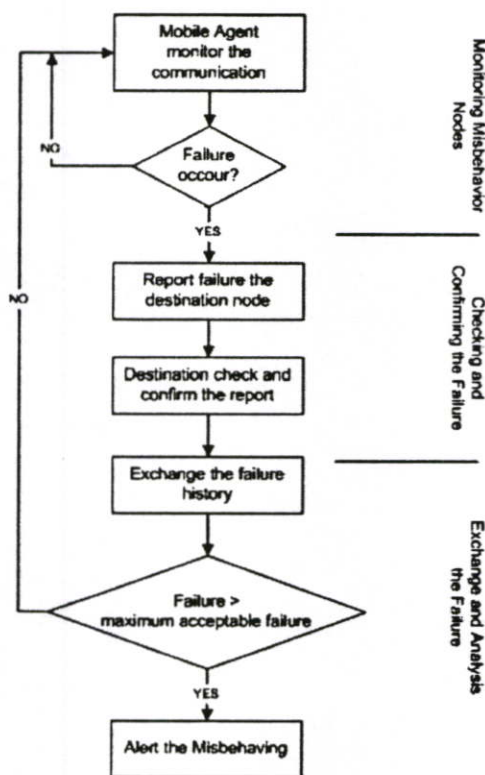 Mobile Agent
monitor the
communication
Monitoring Misbehavior
Nodes
NO
Failure
occour?
YES
Report failure the
destination node
NO
Checking and
Confirming the Failure
Destination check and
confirm the report
Exchange the failure
history
Exchange and Analysis
the Failure
Failure >
maximum acceptable failure
YES
Alert the Misbehaving